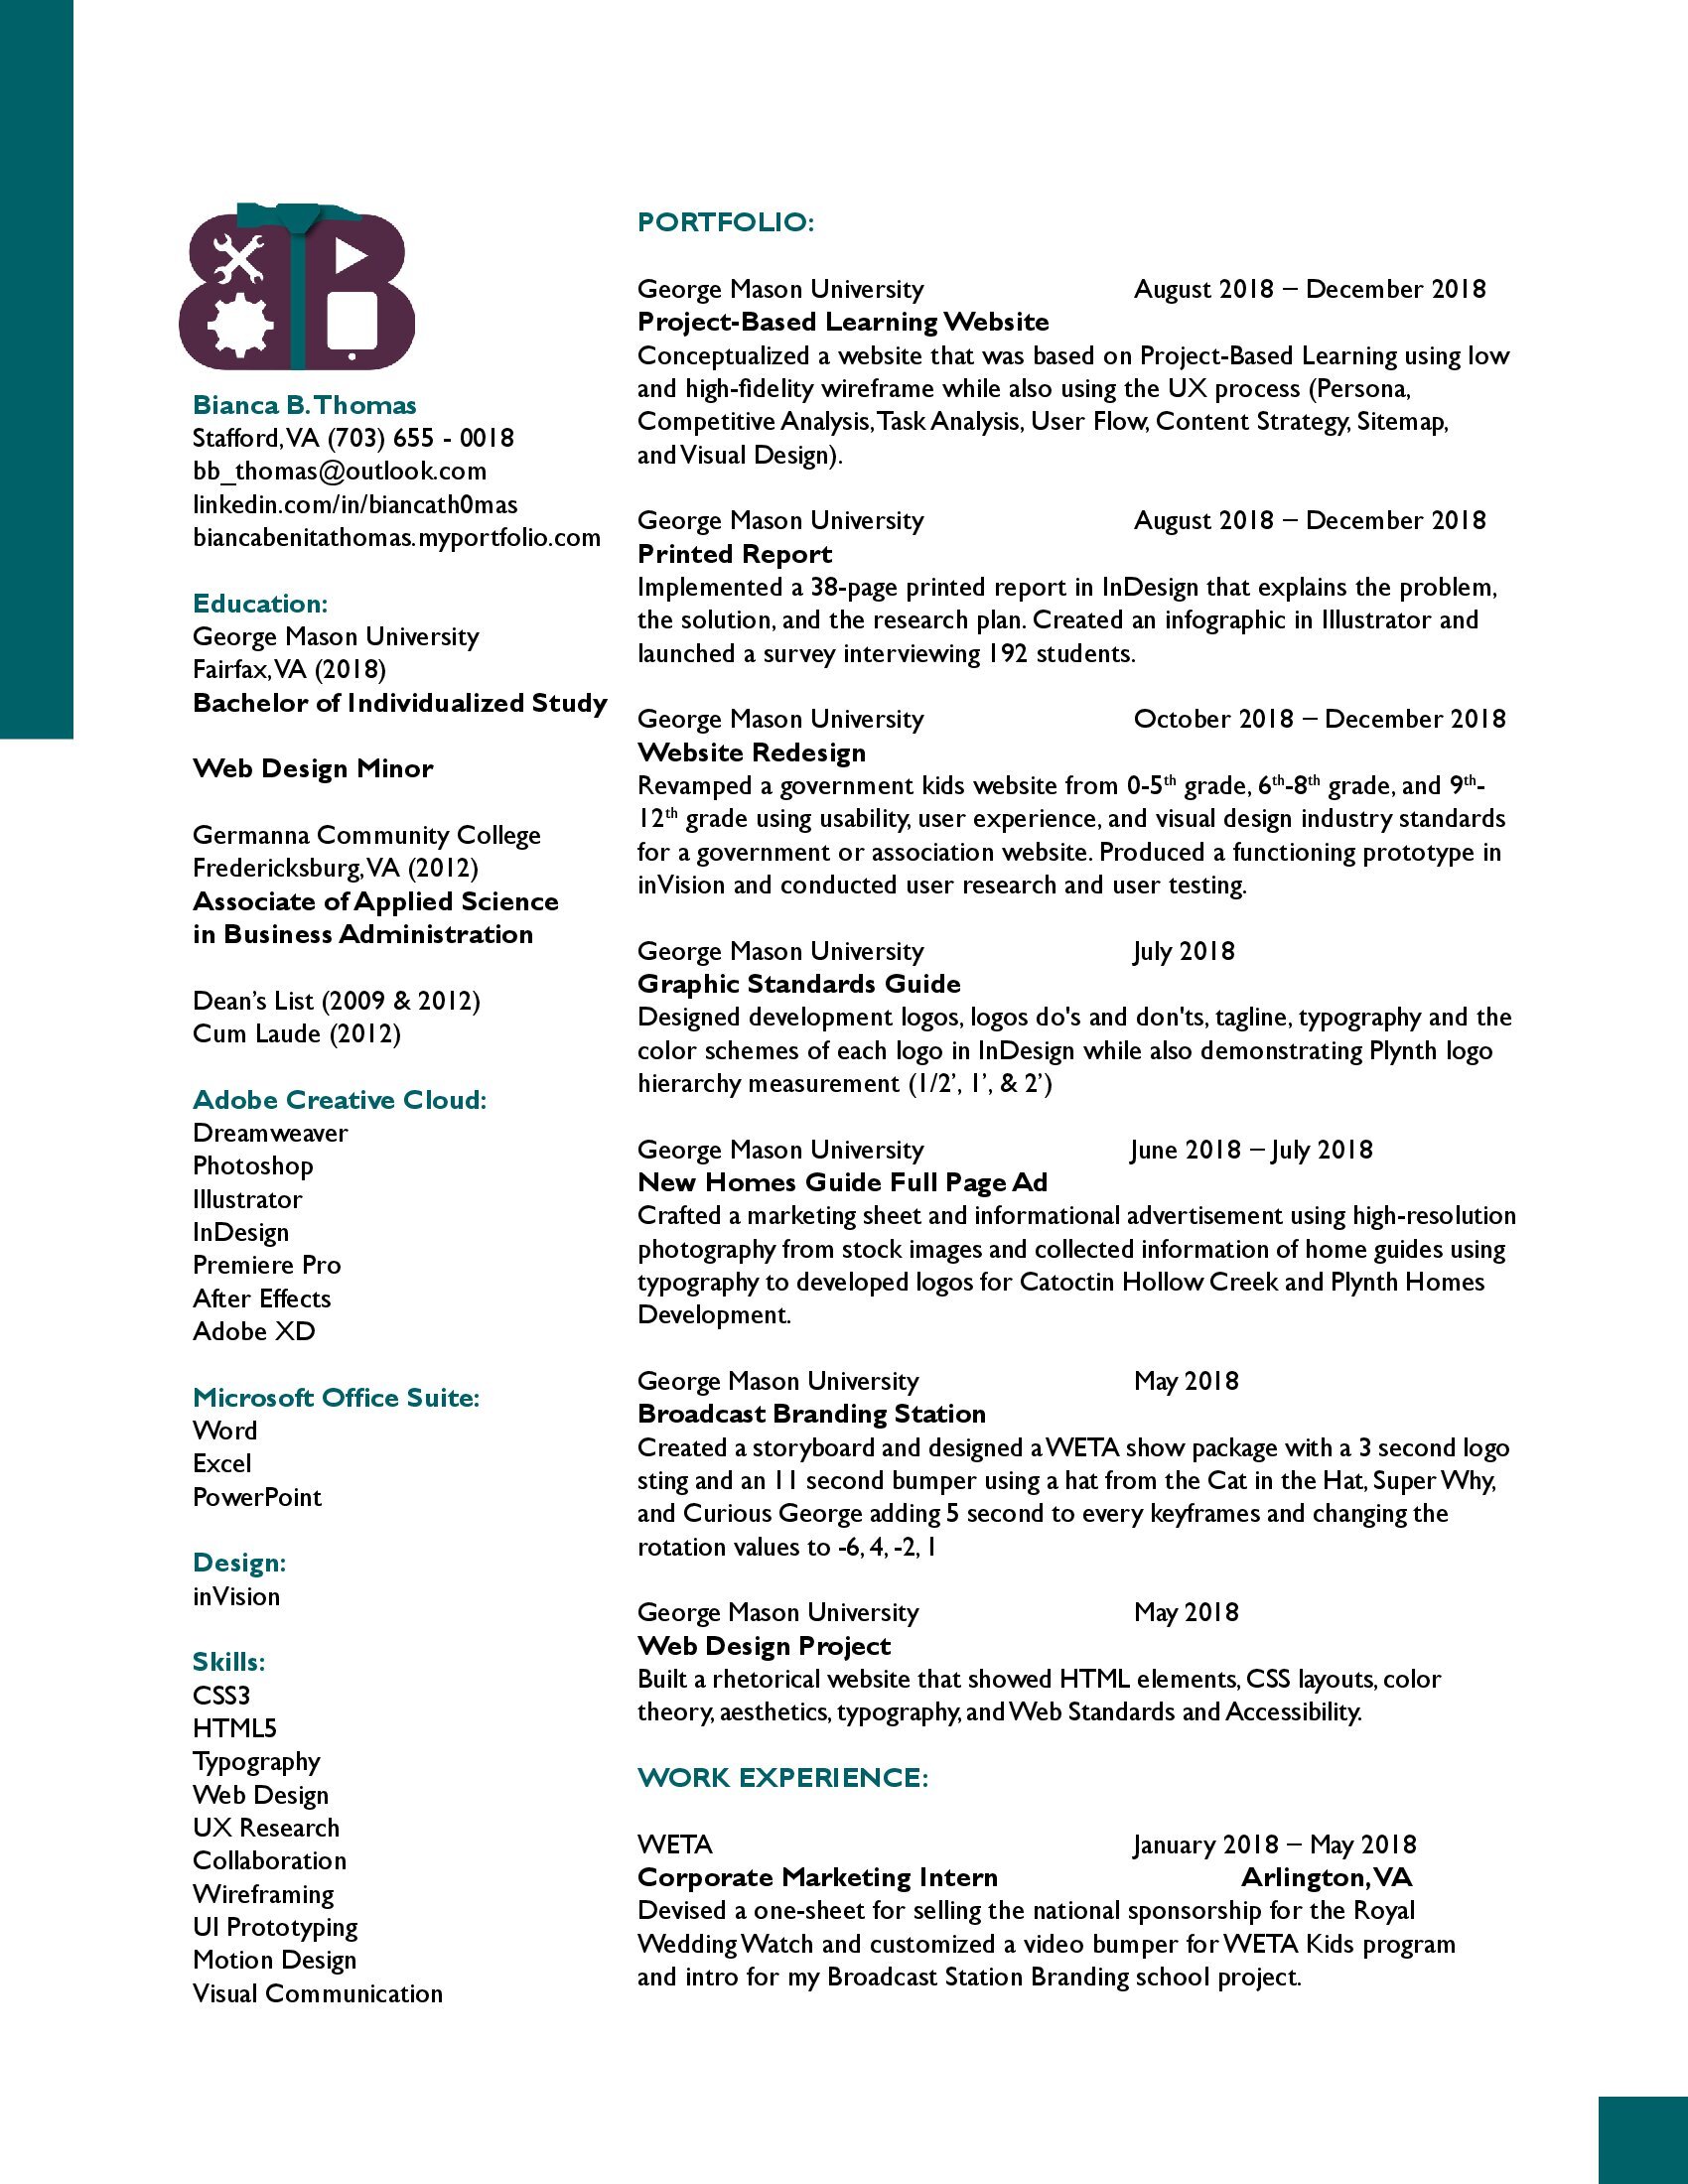 Bianca B. Thomas
Stafford, VA (703) 655 - 0018
bb_thomas@outlook.com
linkedin.com/in/biancath0mas
biancabenitathomas.myportfolio.com
Education:
George Mason University
Fairfax, VA (2018)
Bachelor of Individualized Study
Web Design Minor
Germanna Community College
Fredericksburg, VA (2012)
Associate of Applied Science
in Business Administration
Dean’s List (2009 & 2012)
Cum Laude (2012)
Adobe Creative Cloud:
Dreamweaver
Photoshop
Illustrator
InDesign
Premiere Pro
After Effects
Adobe XD
Microsoft Office Suite:
Word
Excel
PowerPoint
Design:
inVision
Skills:
CSS3
HTML5
Typography
Web Design
UX Research
Collaboration
Wireframing
UI Prototyping
Motion Design
Visual Communication
PORTFOLIO:
George Mason University August 2018 – December 2018
Project-Based Learning Website
Conceptualized a website that was based on Project-Based Learning using low
and high-fidelity wireframe while also using the UX process (Persona,
Competitive Analysis, Task Analysis, User Flow, Content Strategy, Sitemap,
and Visual Design).
George Mason University August 2018 – December 2018
Printed Report
Implemented a 38-page printed report in InDesign that explains the problem,
the solution, and the research plan. Created an infographic in Illustrator and
launched a survey interviewing 192 students.
George Mason University October 2018 – December 2018
Website Redesign
Revamped a government kids website from 0-5th grade, 6th-8th grade, and 9th-
12th grade using usability, user experience, and visual design industry standards
for a government or association website. Produced a functioning prototype in
inVision and conducted user research and user testing.
George Mason University July 2018
Graphic Standards Guide
Designed development logos, logos do's and don'ts, tagline, typography and the
color schemes of each logo in InDesign while also demonstrating Plynth logo
hierarchy measurement (1/2’, 1’, & 2’)
George Mason University June 2018 – July 2018
New Homes Guide Full Page Ad
Crafted a marketing sheet and informational advertisement using high-resolution
photography from stock images and collected information of home guides using
typography to developed logos for Catoctin Hollow Creek and Plynth Homes
Development.
George Mason University May 2018
Broadcast Branding Station
Created a storyboard and designed a WETA show package with a 3 second logo
sting and an 11 second bumper using a hat from the Cat in the Hat, Super Why,
and Curious George adding 5 second to every keyframes and changing the
rotation values to -6, 4, -2, 1
George Mason University May 2018
Web Design Project
Built a rhetorical website that showed HTML elements, CSS layouts, color
theory, aesthetics, typography, and Web Standards and Accessibility.
WORK EXPERIENCE:
WETA January 2018 – May 2018
Corporate Marketing Intern Arlington, VA
Devised a one-sheet for selling the national sponsorship for the Royal
Wedding Watch and customized a video bumper for WETA Kids program
and intro for my Broadcast Station Branding school project.